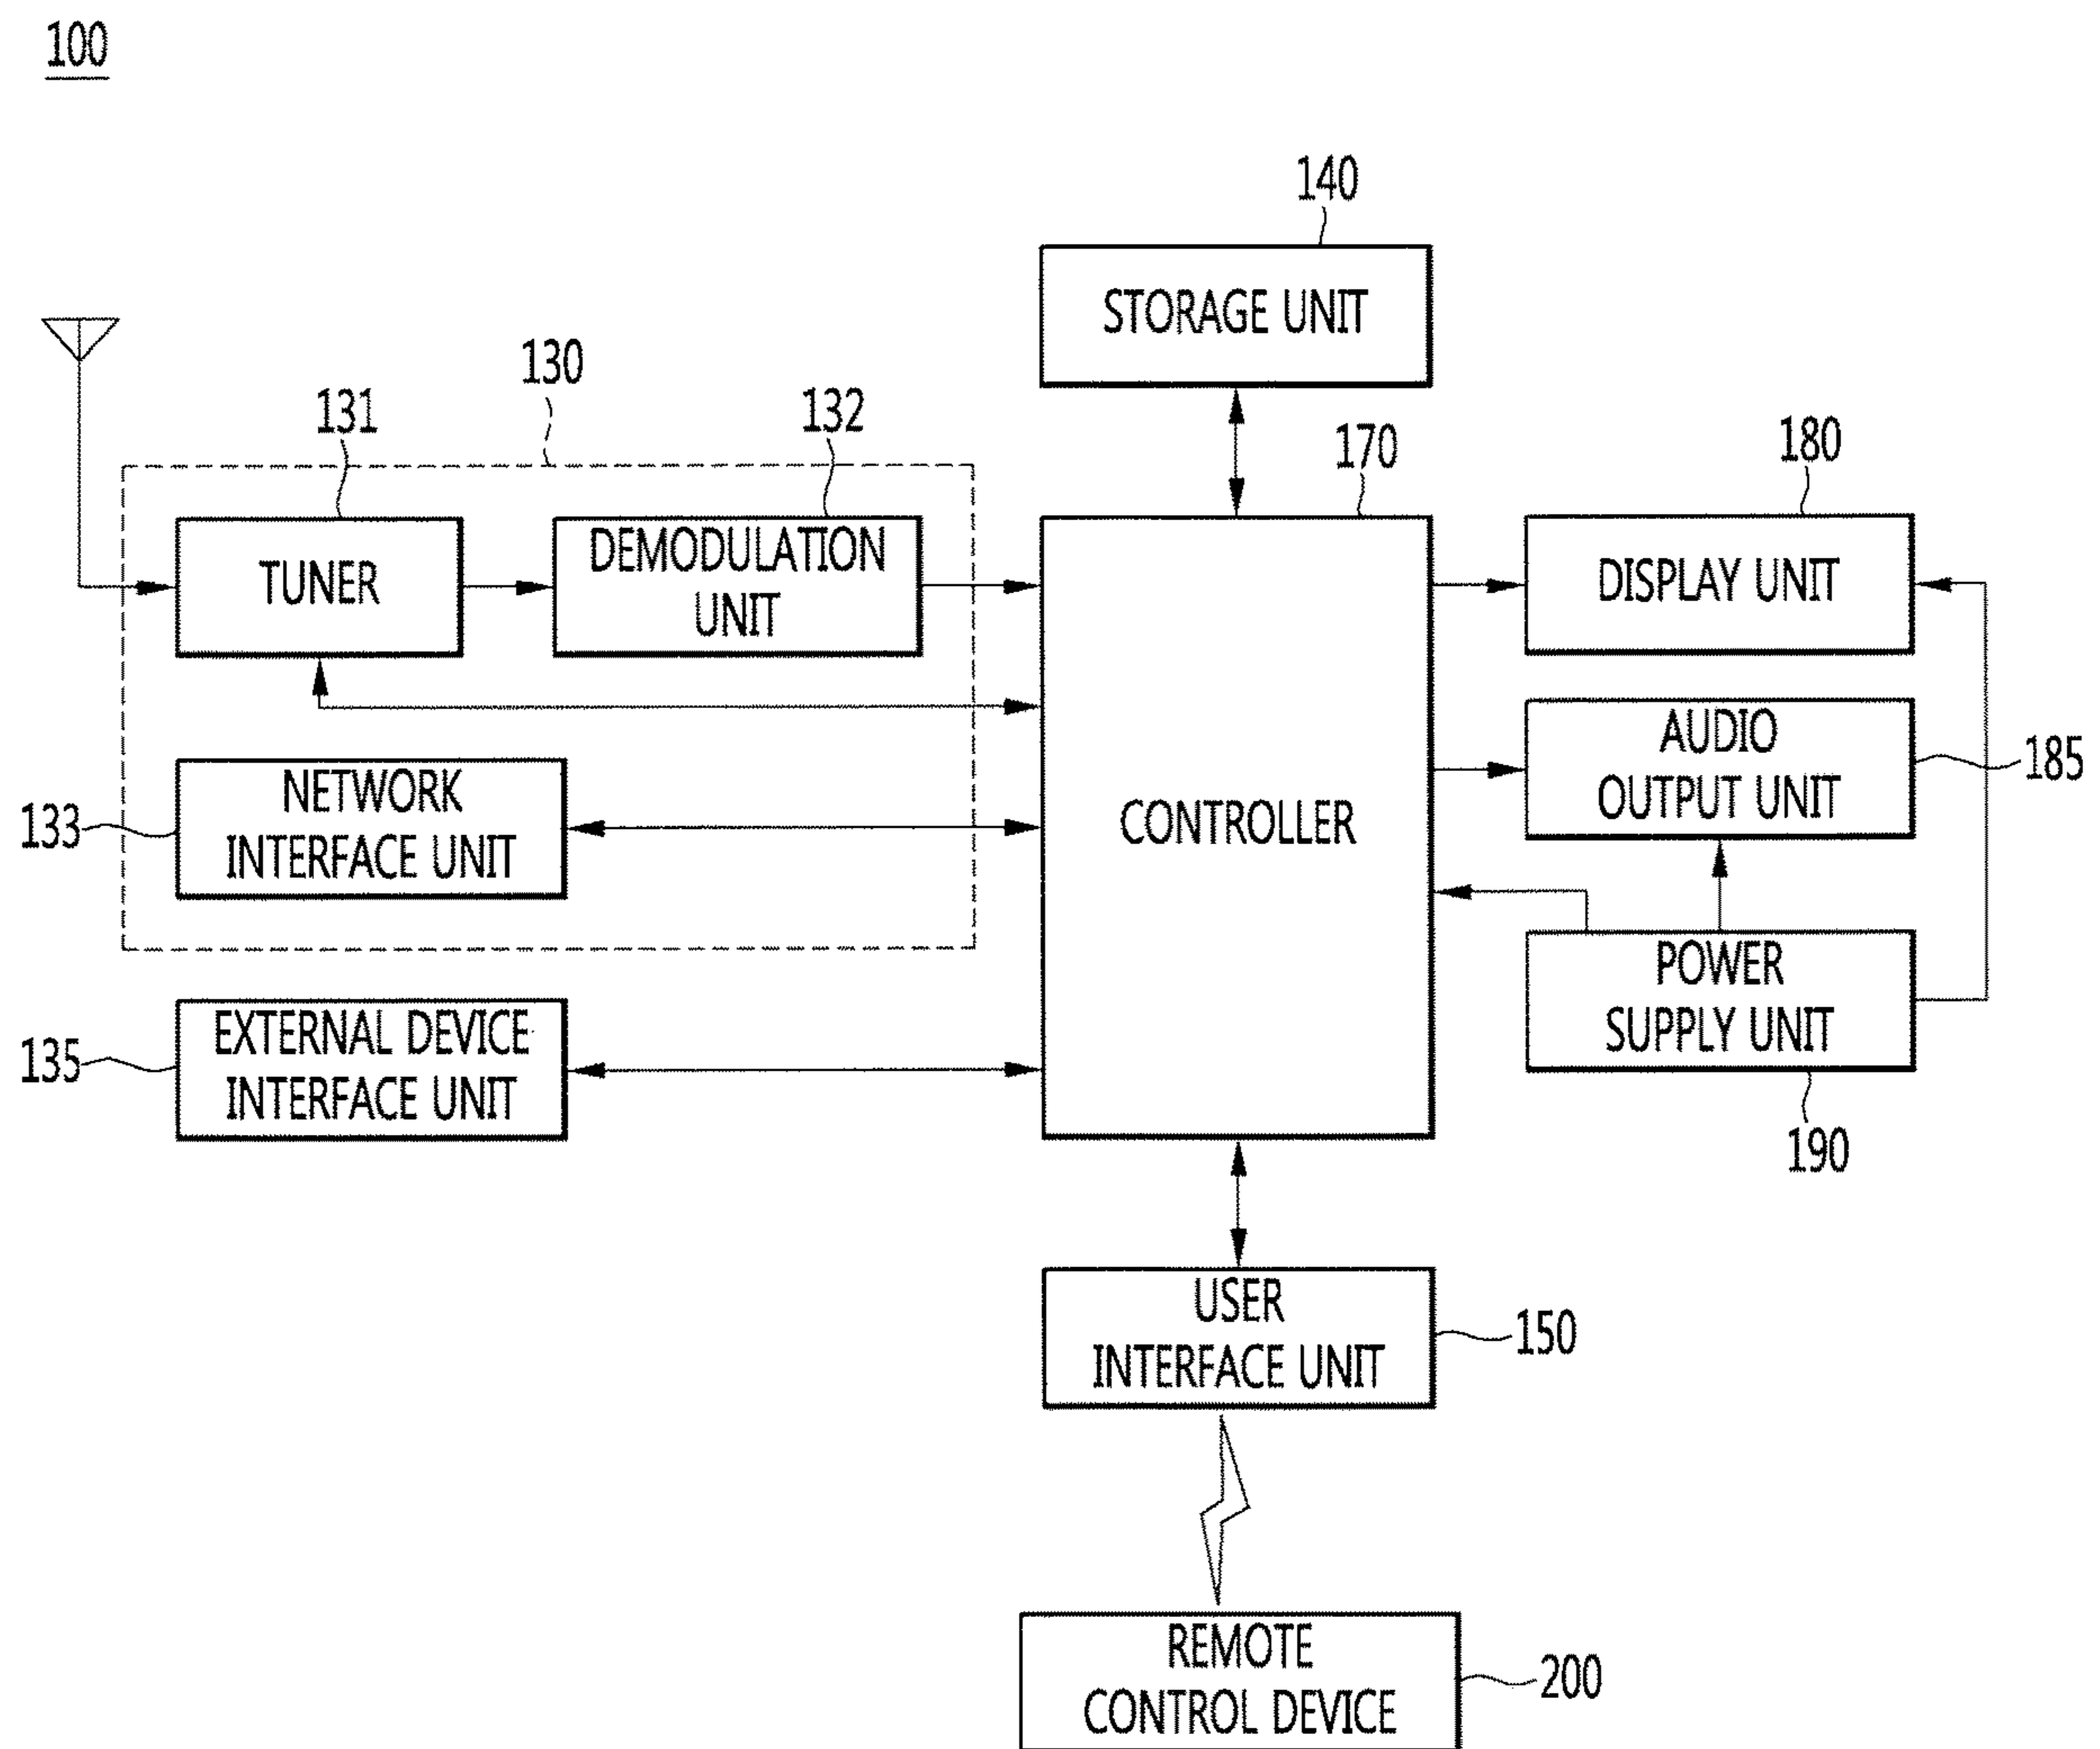 100
140
STORAGE UNIT
130
131
132
170
180
TUNER
DEMODULATION
UNIT
DISPLAY UNIT
CONTROLLER
AUDIO
OUTPUT UNIT
185
133
NETWORK
INTERFACE UNIT
POWER
SUPPLY UNIT
190
135
EXTERNAL DEVICE
INTERFACE UNIT
USER
INTERFACE UNIT
150
REMOTE
CONTROL DEVICE
200